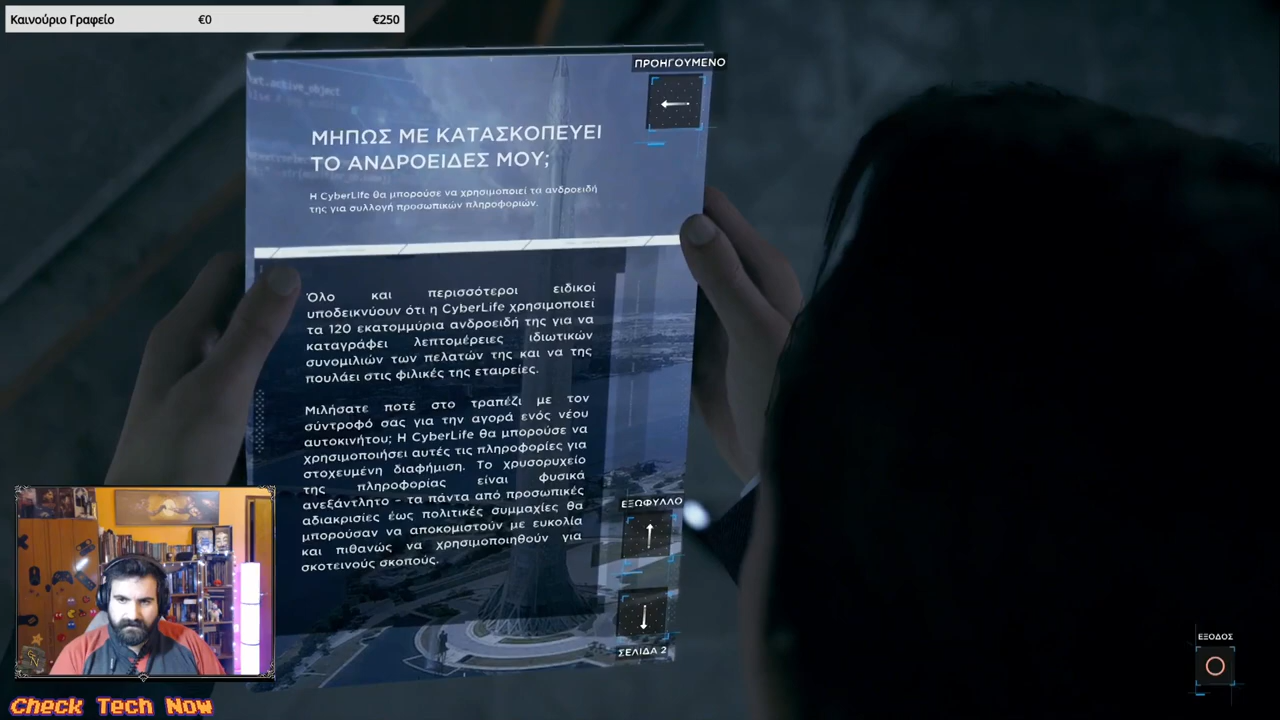 Καινούριο Γραφείο €0 €250
ΠΡΟΗΓΟΥΜΕΝΟ
xt.active_object
ΜΗΠΩΣ ΜΕ ΚΑΤΑΣΚΟΠΕΥΕΙ
ΤΟ ΑΝΔΡΟΕΙΔΕΣ ΜΟΥ;
Η CyberLife θα μπορούσε να χρησιμοποιεί τα ανδροειδή
της για συλλογή προσωπικών πληροφοριών.
Όλο και περισσότεροι ειδικοί
υποδεικνύουν ότι η CyberLife χρησιμοποιεί
τα 120 εκατομμύρια ανδροειδή της για να
καταγράφει λεπτομέρειες ιδιωτικών
συνομιλιών των πελατών της και να της
πουλάει στις φιλικές της εταιρείες.
Μιλήσατε ποτέ στο τραπέζι με τον
σύντροφό σας για την αγορά ενός νέου
αυτοκινήτου; Η CyberLife θα μπορούσε να
χρησιμοποιήσει αυτές τις πληροφορίες για
στοχευμένη διαφήμιση. Το χρυσορυχείο
της πληροφορίας είναι φυσικά
ανεξάντλητο – τα πάντα από προσωπικές
αδιακρισίες έως πολιτικές συμμαχίες θα
μπορούσαν να αποκομιστούν με ευκολία
και πιθανώς να χρησιμοποιηθούν για
σκοτεινούς σκοπούς.
ΕΞΩΦΥΛΛΟ
ΣΕΛΙΔΑ 2
ΕΞΟΔΟΣ
Check Tech Now